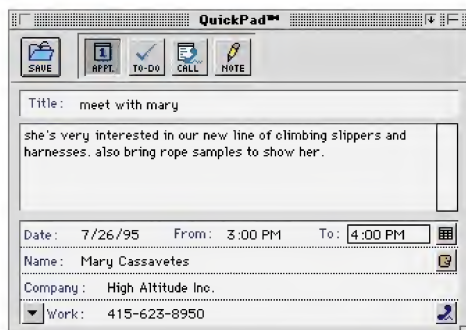 QuickPad™
SAVE APPT. TO-DO CALL NOTE
Title: meet with mary
she's very interested in our new line of climbing slippers and
harnesses. also bring rope samples to show her.
Date: 7/26/95 From: 3:00 PM To: 4:00 PM
Name: Mary Cassavetes
Company: High Altitude Inc.
Work: 415-623-8950